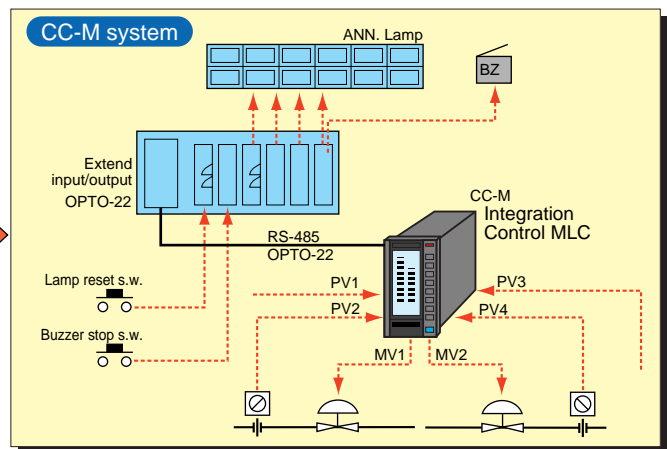 CC-M system
ANN. Lamp
BZ
Extend
input/output
OPTO-22
CC-M
Integration
Control MLC
RS-485
OPTO-22
Lamp reset s.w.
PV1
PV3
PV2
PV4
Buzzer stop s.w.
MV1
MV2